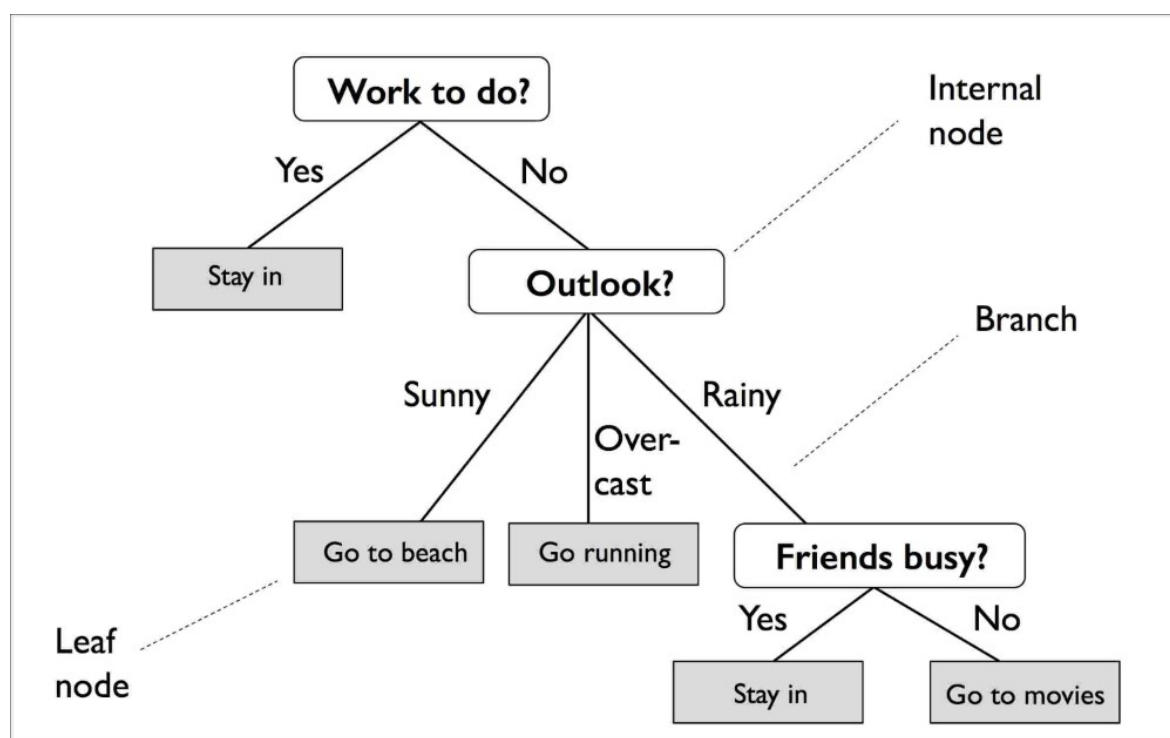 Work to do?
Internal
node
Yes
No
Stay in
Outlook?
Branch
Sunny
Rainy
Over-
cast
Go to beach
Go running
Friends busy?
Yes
No
Leaf
node
Stay in
Go to movies